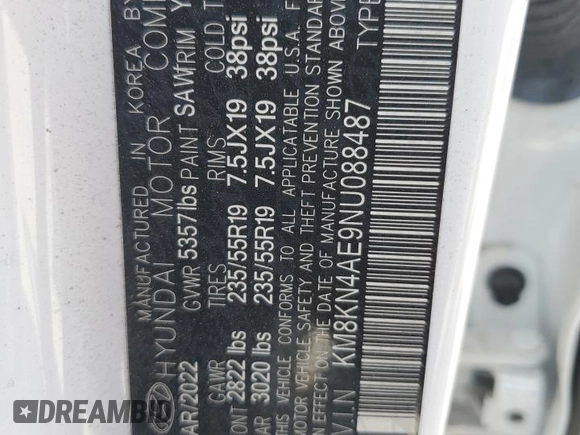 MANUFACTURED IN KOREA BY
HYUNDAI MOTOR COM
AR/2022 GVWR 5357lbs PAINT SAW TRIM Y
GAWR TIRES RIMS COLD T
ONT 2822 lbs 235/55R19 7.5JX19 38psi
AR 3020 lbs 235/55R19 7.5JX19 38psi
THIS VEHICLE CONFORMS TO ALL APPLICATABLE U.S.A. F
MOTOR VEHICLE SAFETY AND THEFT PREVENTION STANDAR
IN EFFECT ON THE DATE OF MANUFACTURE SHOWN ABOV
VIN KM8KN4AE9NU088487 TYPE
DREAMBID